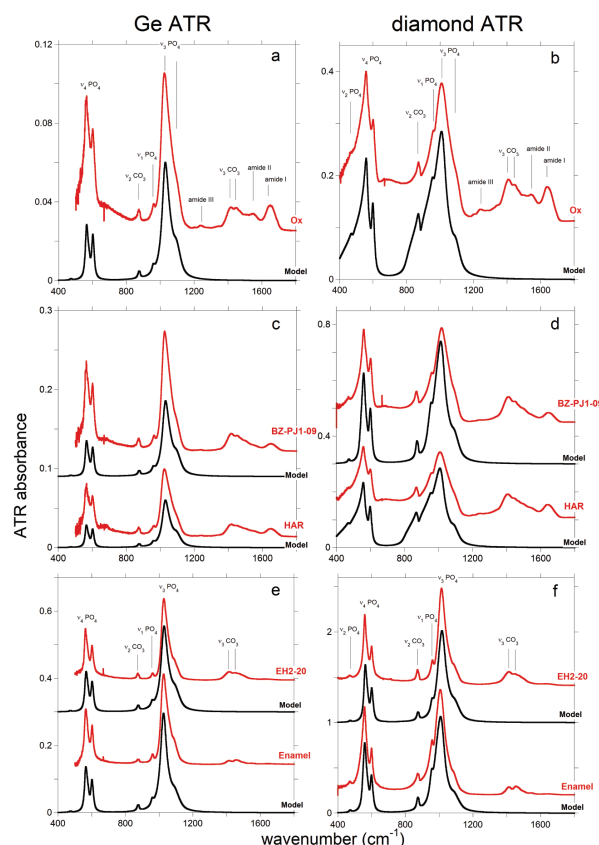 Ge ATR
diamond ATR
a
0.12
0.08
0.04
0
ν4 PO4
ν2 CO3
ν1 PO4
ν3 PO4
amide III
ν3 CO3
amide II
amide I
Ox
Model
400 800 1200 1600
b
0.4
0.2
0
ν2 PO4
ν4 PO4
ν2 CO3
ν1 PO4
ν3 PO4
amide III
ν3 CO3
amide II
amide I
Ox
Model
400 800 1200 1600
ATR absorbance
c
0.3
0.2
0.1
0
BZ-PJ1-09
Model
HAR
Model
400 800 1200 1600
d
0.8
0.4
0
BZ-PJ1-09
Model
HAR
Model
400 800 1200 1600
e
0.6
0.4
0.2
0
ν4 PO4
ν2 CO3
ν1 PO4
ν3 PO4
ν3 CO3
EH2-20
Model
Enamel
Model
400 800 1200 1600
f
2
1
0
ν2 PO4
ν4 PO4
ν2 CO3
ν1 PO4
ν3 PO4
ν3 CO3
EH2-20
Model
Enamel
Model
400 800 1200 1600
wavenumber (cm-1)